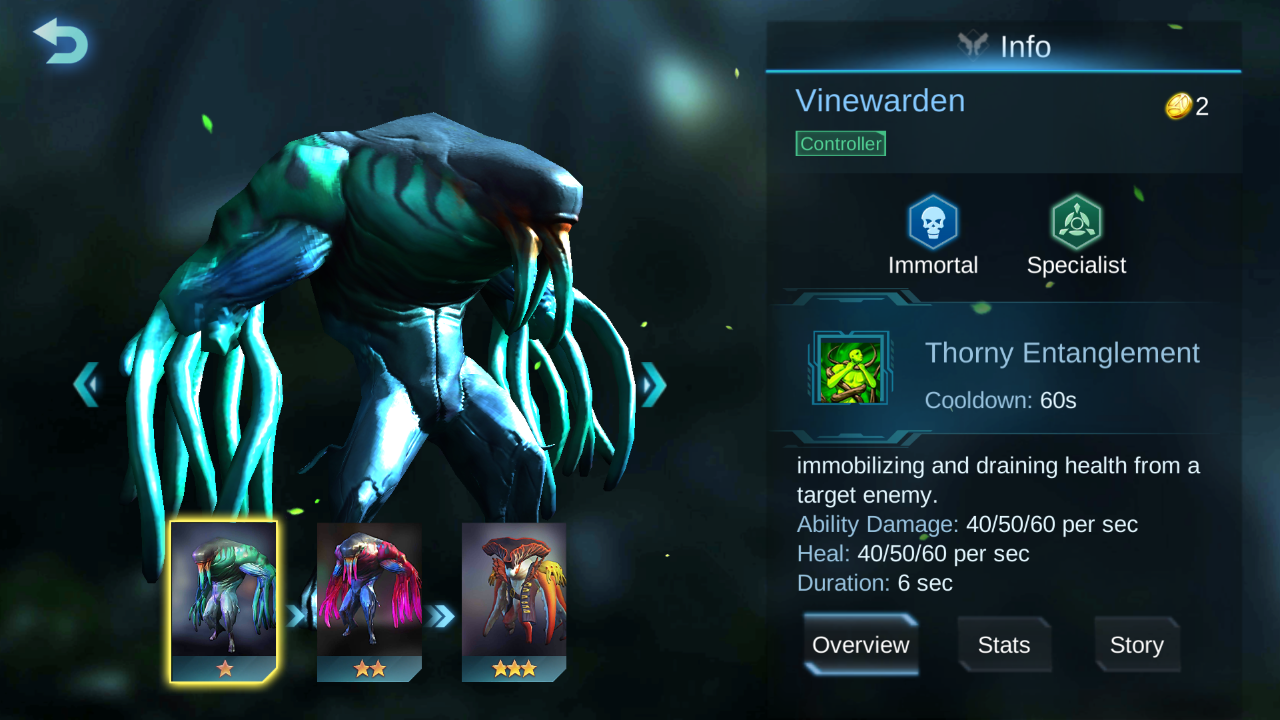 Info
Vinewarden
2
Controller
Immortal
Specialist
Thorny Entanglement
Cooldown: 60s
immobilizing and draining health from a
target enemy.
Ability Damage: 40/50/60 per sec
Heal: 40/50/60 per sec
Duration: 6 sec
Overview
Stats
Story